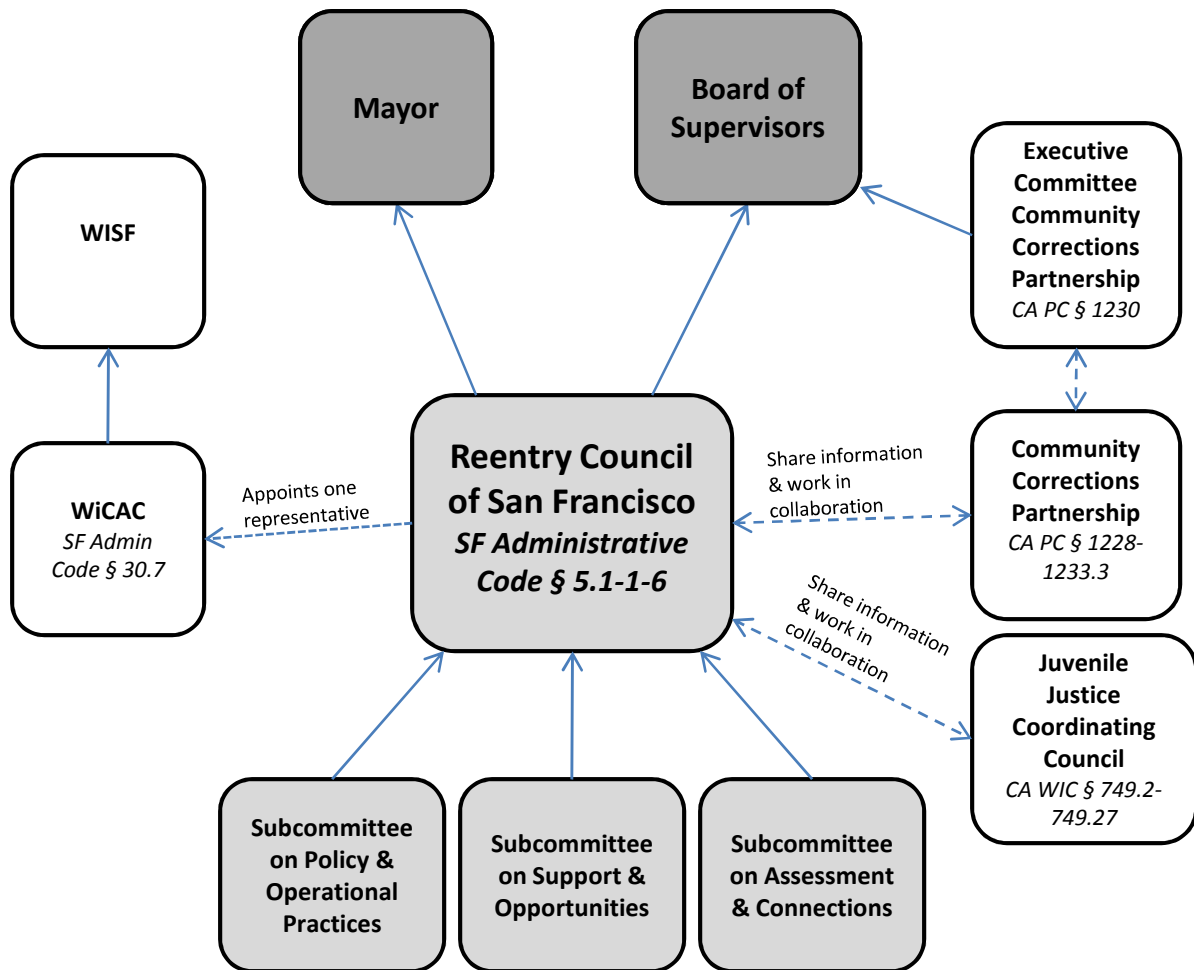 Mayor
Board of
Supervisors
Executive
Committee
Community
Corrections
Partnership
CA PC § 1230
WISF
WiCAC
SF Admin
Code § 30.7
Appoints one
representative
Reentry Council
of San Francisco
SF Administrative
Code § 5.1-1-6
Share information
& work in
collaboration
Community
Corrections
Partnership
CA PC § 1228-
1233.3
Share information
& work in
collaboration
Juvenile
Justice
Coordinating
Council
CA WIC § 749.2-
749.27
Subcommittee
on Policy &
Operational
Practices
Subcommittee
on Support &
Opportunities
Subcommittee
on Assessment
& Connections